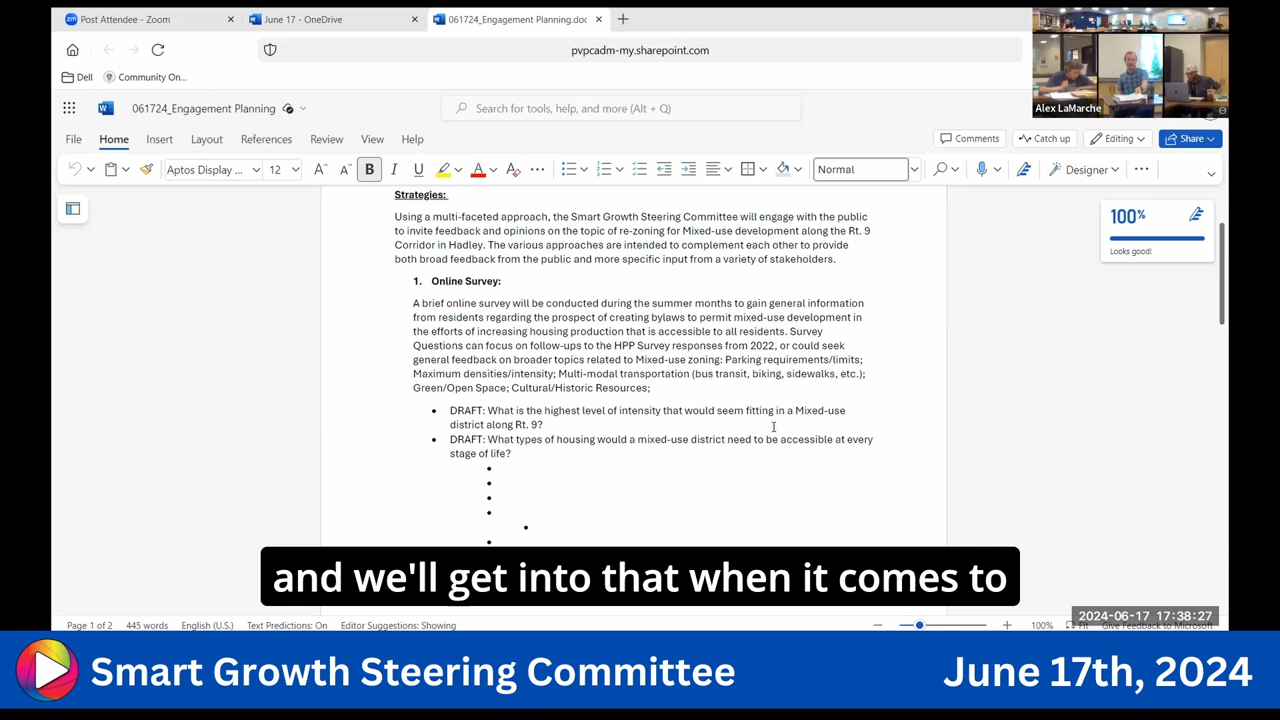 Post Attendee - Zoom
June 17 - OneDrive
061724_Engagement Planning.doc
pvpcadm-my.sharepoint.com
Dell
Community On...
Alex LaMarche
061724_Engagement Planning
Search for tools, help, and more (Alt + Q)
File Home Insert Layout References Review View Help
Comments Catch up Editing Share
Aptos Display ... 12 B I U A Normal Designer
Strategies:
Using a multi-faceted approach, the Smart Growth Steering Committee will engage with the public
to invite feedback and opinions on the topic of re-zoning for Mixed-use development along the Rt. 9
Corridor in Hadley. The various approaches are intended to complement each other to provide
both broad feedback from the public and more specific input from a variety of stakeholders.
100%
Looks good!
1. Online Survey:
A brief online survey will be conducted during the summer months to gain general information
from residents regarding the prospect of creating bylaws to permit mixed-use development in
the efforts of increasing housing production that is accessible to all residents. Survey
Questions can focus on follow-ups to the HPP Survey responses from 2022, or could seek
general feedback on broader topics related to Mixed-use zoning: Parking requirements/limits;
Maximum densities/intensity; Multi-modal transportation (bus transit, biking, sidewalks, etc.);
Green/Open Space; Cultural/Historic Resources;
• DRAFT: What is the highest level of intensity that would seem fitting in a Mixed-use
district along Rt. 9?
• DRAFT: What types of housing would a mixed-use district need to be accessible at every
stage of life?
and we'll get into that when it comes to
2024-06-17 17:38:27
Page 1 of 2 445 words English (U.S.) Text Predictions: On Editor Suggestions: Showing
100% Fit Give Feedback to Microsoft
Smart Growth Steering Committee
June 17th, 2024